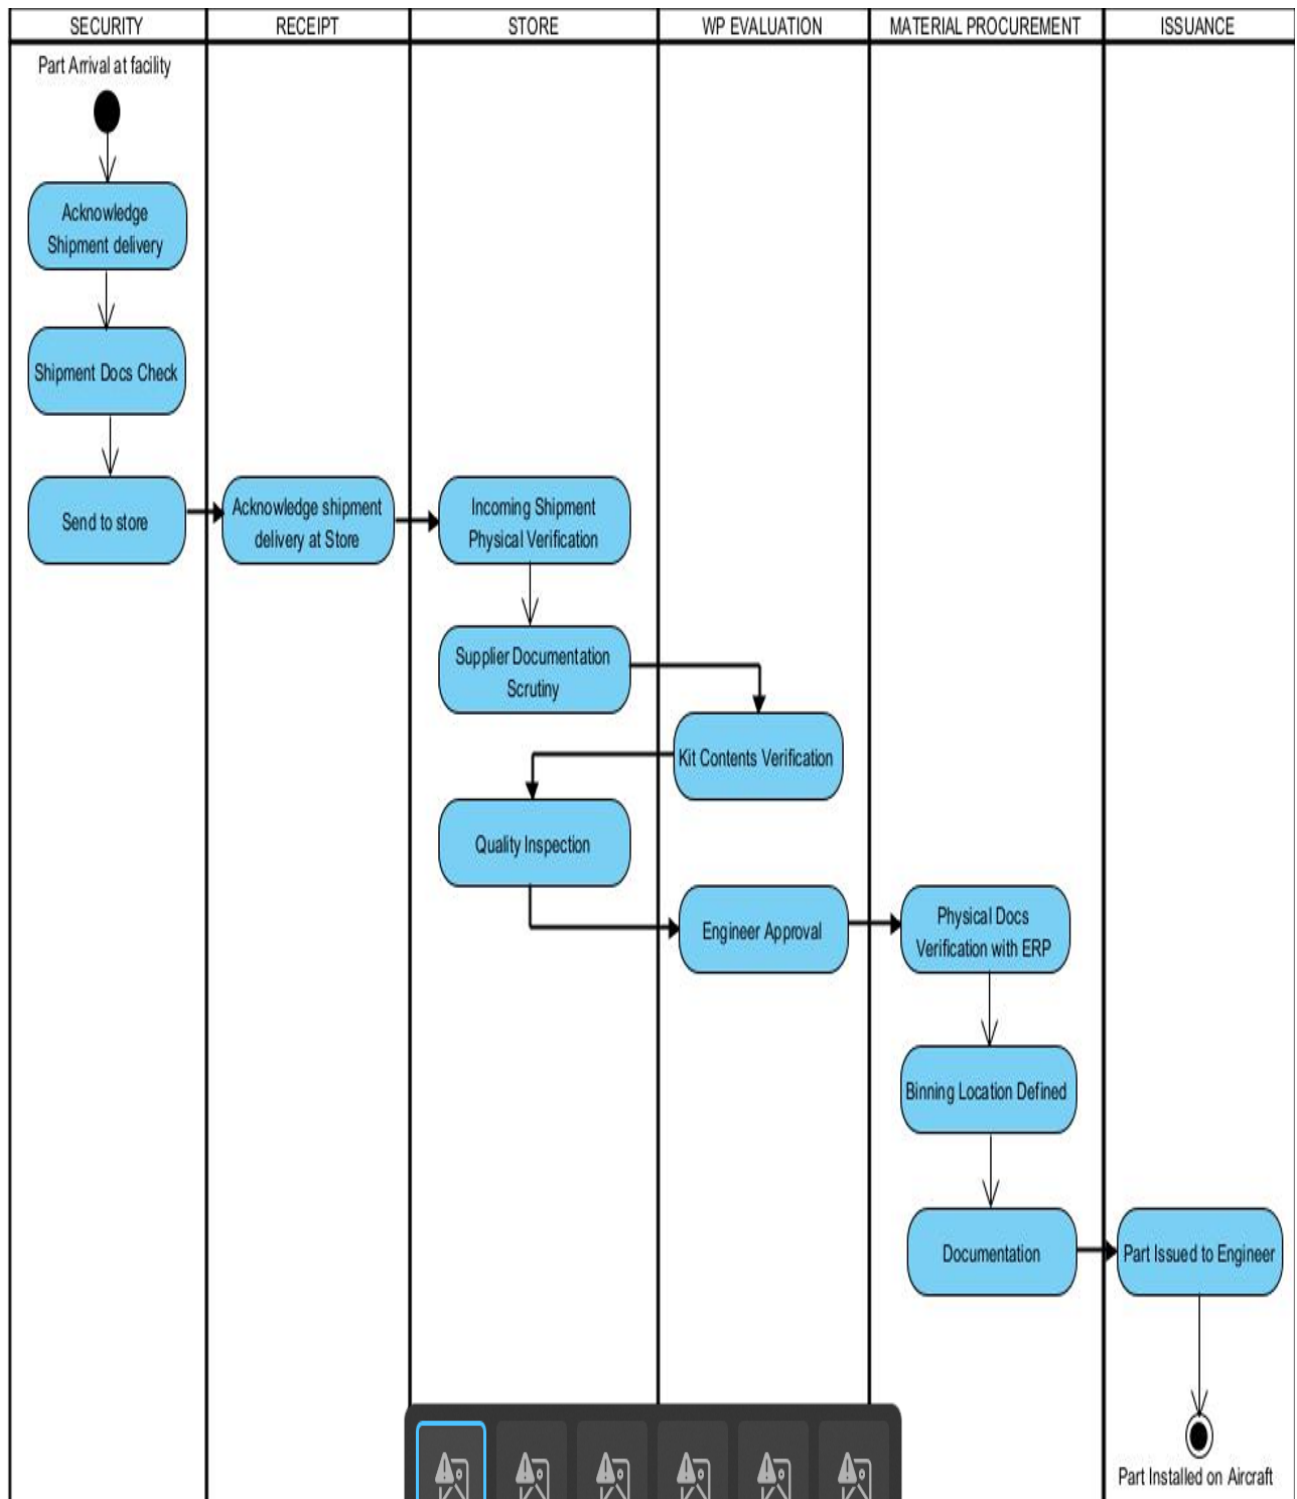 SECURITY
RECEIPT
STORE
WP EVALUATION
MATERIAL PROCUREMENT
ISSUANCE
Part Arrival at facility
Acknowledge
Shipment delivery
Shipment Docs Check
Send to store
Acknowledge shipment
delivery at Store
Incoming Shipment
Physical Verification
Supplier Documentation
Scrutiny
Kit Contents Verification
Quality Inspection
Engineer Approval
Physical Docs
Verification with ERP
Binning Location Defined
Documentation
Part Issued to Engineer
Part Installed on Aircraft